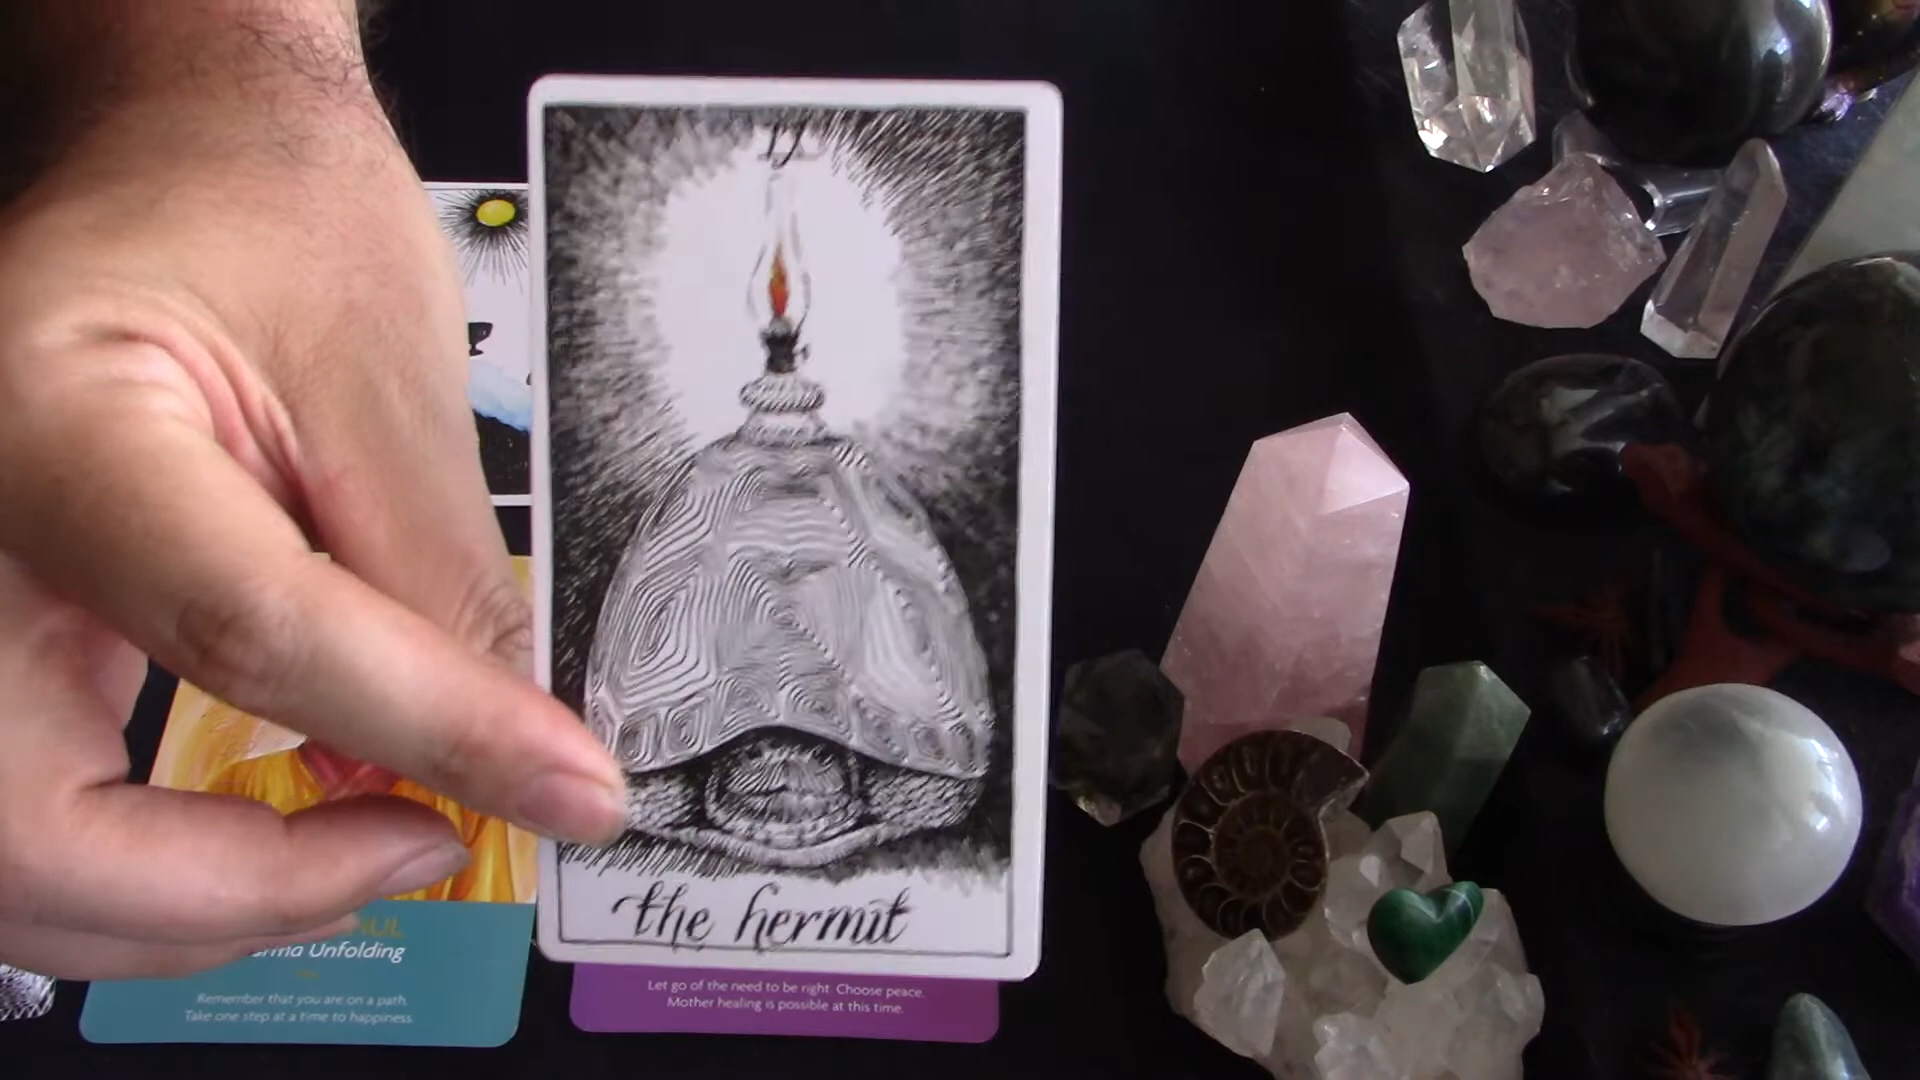 the hermit
Unfolding
Remember that you are on a path.
Take one step at a time to happiness.
Let go of the need to be right. Choose peace.
Mother healing is possible at this time.